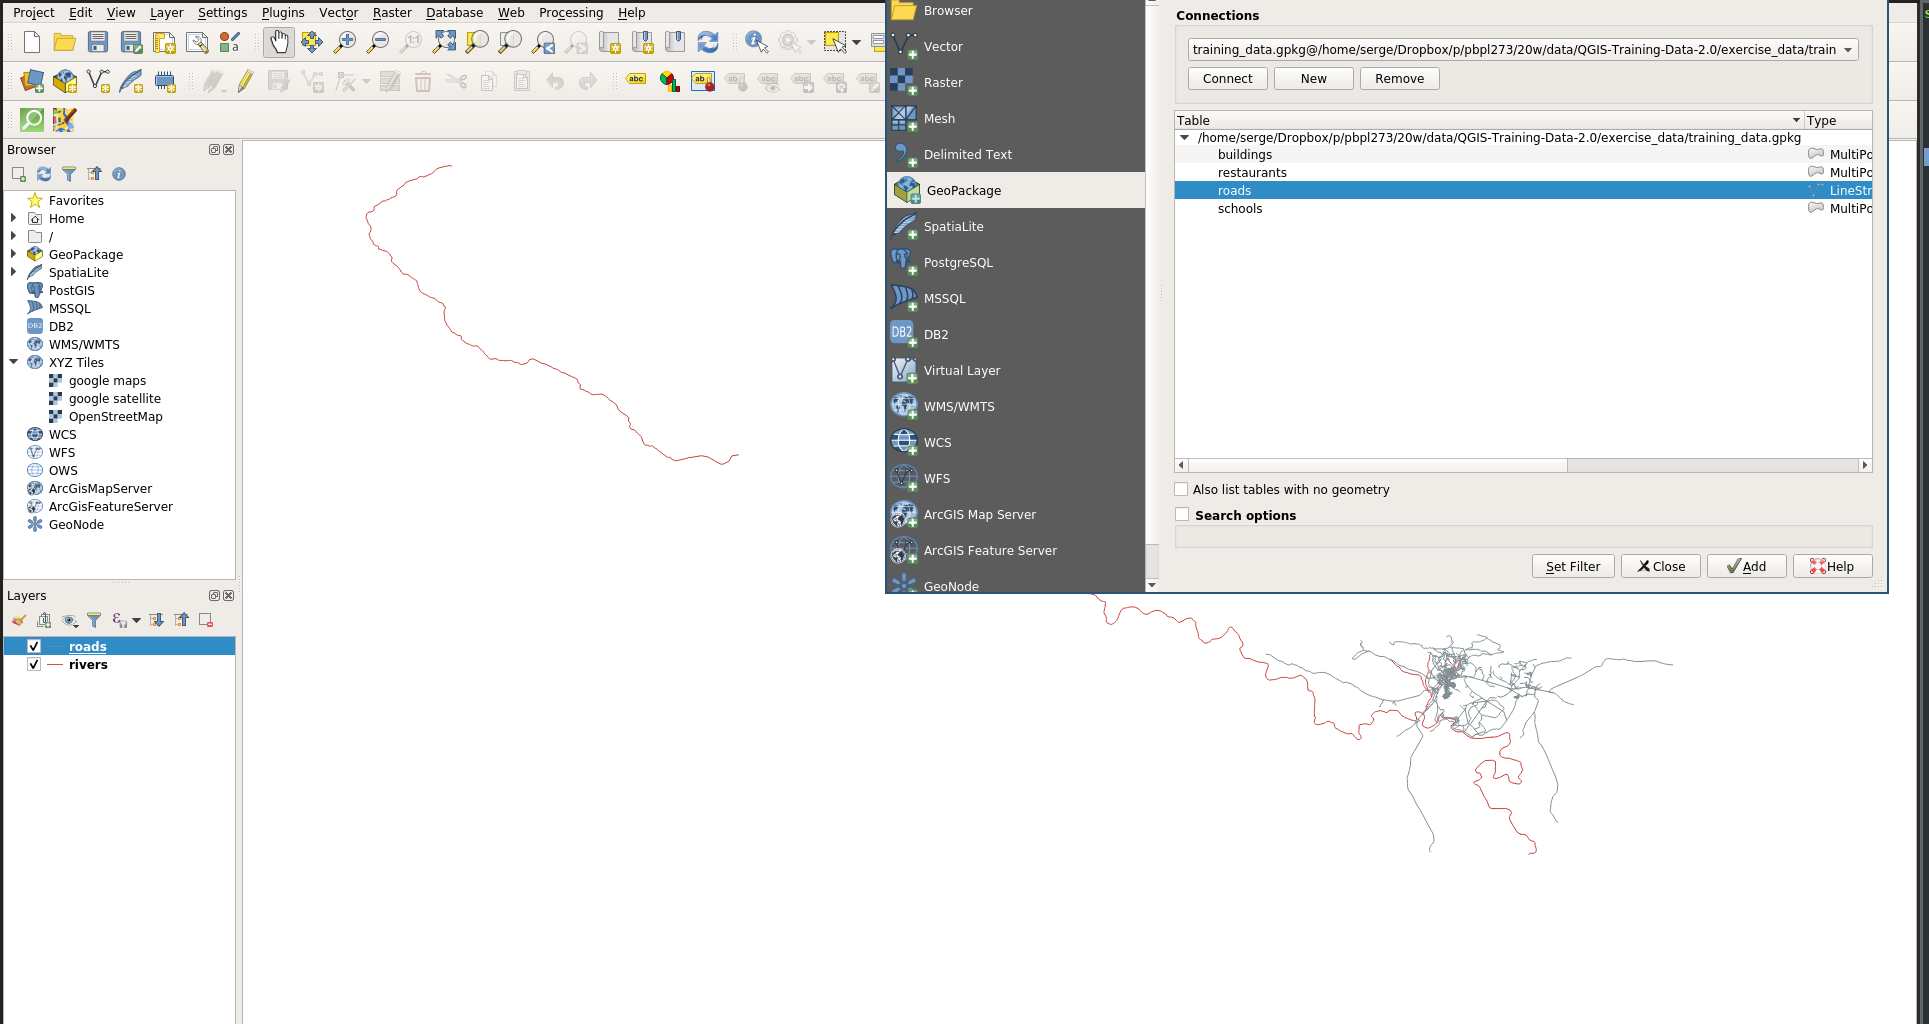 Project Edit View Layer Settings Plugins Vector Raster Database Web Processing Help
Browser
Favorites
Home
/
GeoPackage
SpatiaLite
PostGIS
MSSQL
DB2
WMS/WMTS
XYZ Tiles
google maps
google satellite
OpenStreetMap
WCS
WFS
OWS
ArcGisMapServer
ArcGisFeatureServer
GeoNode
Layers
roads
rivers
Browser
Vector
Raster
Mesh
Delimited Text
GeoPackage
SpatiaLite
PostgreSQL
MSSQL
DB2
DB2
Virtual Layer
WMS/WMTS
WCS
WFS
ArcGIS Map Server
ArcGIS Feature Server
GeoNode
Connections
training_data.gpkg@/home/serge/Dropbox/p/pbpl273/20w/data/QGIS-Training-Data-2.0/exercise_data/train
Connect New Remove
Table Type
/home/serge/Dropbox/p/pbpl273/20w/data/QGIS-Training-Data-2.0/exercise_data/training_data.gpkg
buildings MultiPo
restaurants MultiPo
roads LineStr
schools MultiPo
Also list tables with no geometry
Search options
Set Filter Close Add Help